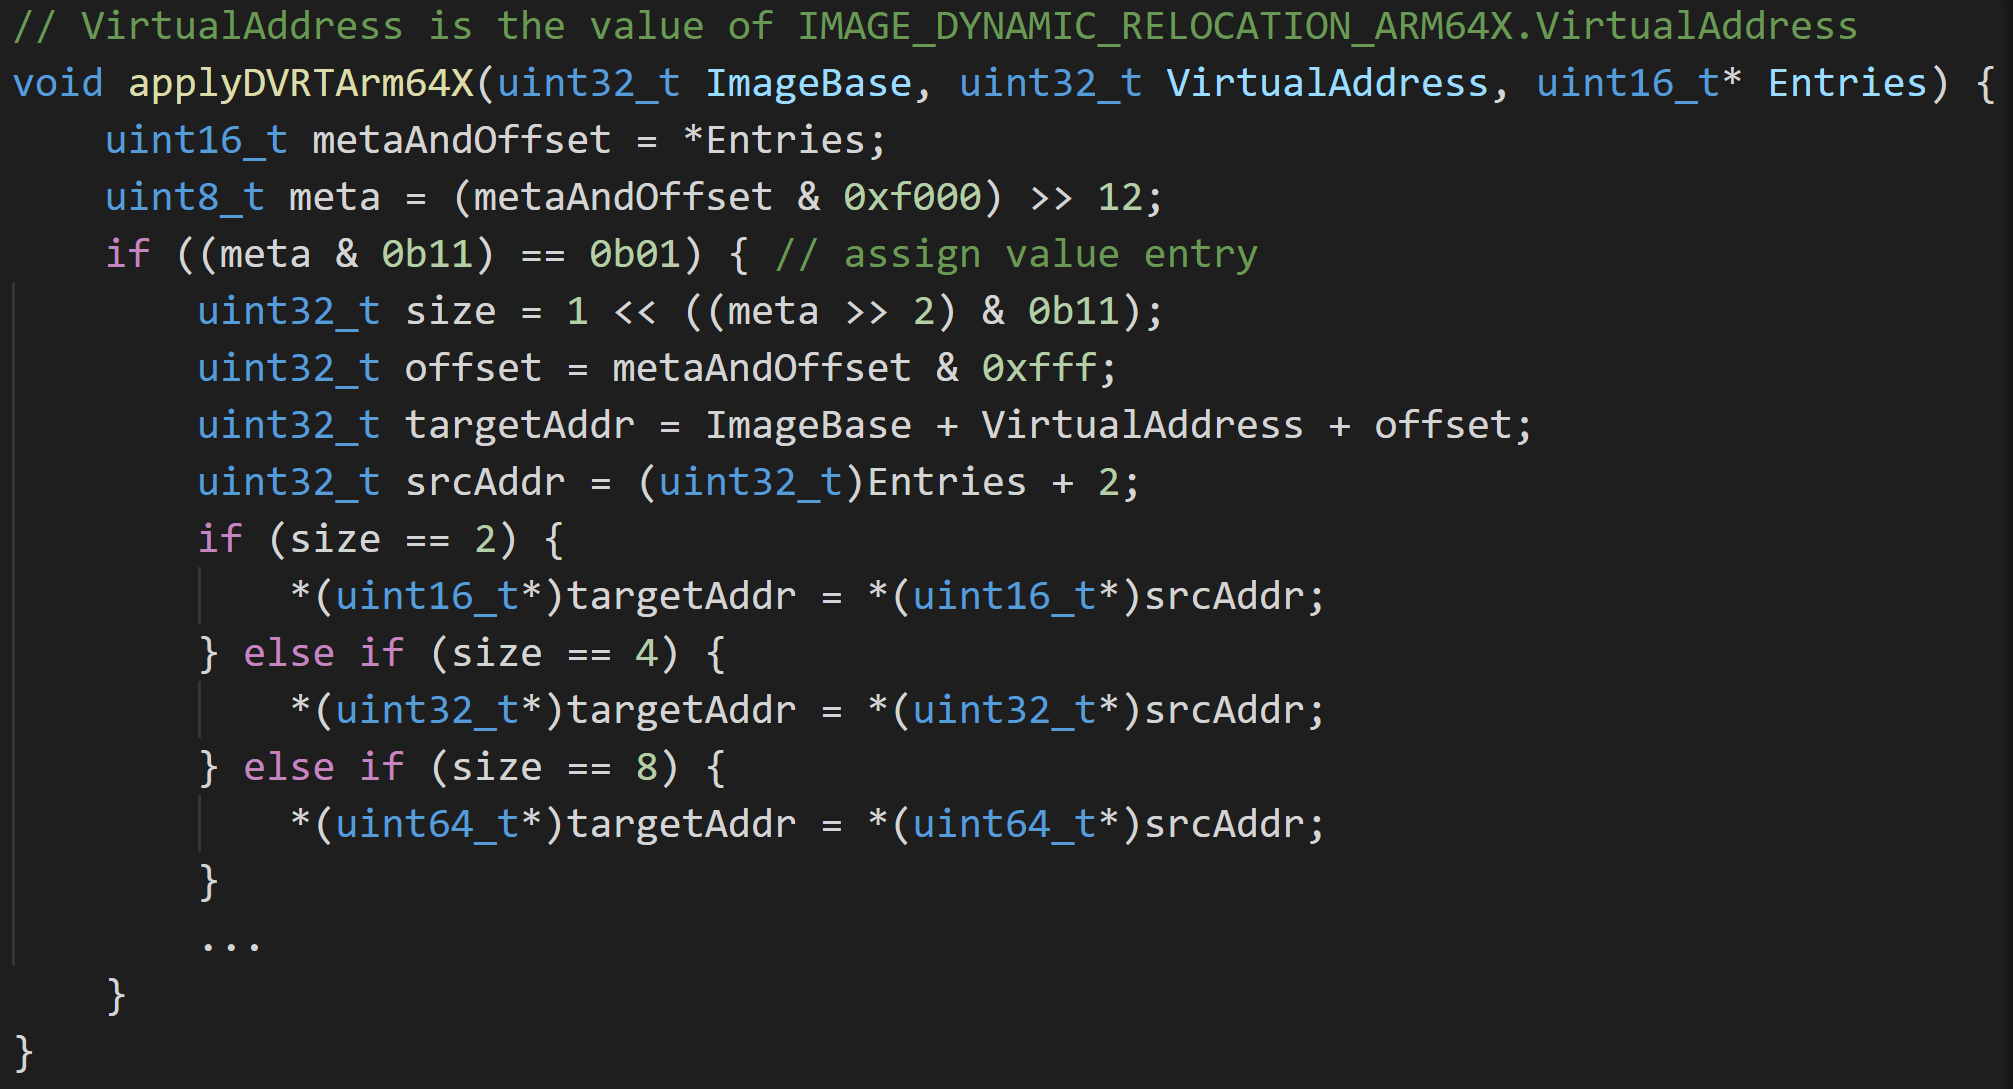 // VirtualAddress is the value of IMAGE_DYNAMIC_RELOCATION_ARM64X.VirtualAddress
void applyDVRTArm64X(uint32_t ImageBase, uint32_t VirtualAddress, uint16_t* Entries) {
    uint16_t metaAndOffset = *Entries;
    uint8_t meta = (metaAndOffset & 0xf000) >> 12;
    if ((meta & 0b11) == 0b01) { // assign value entry
        uint32_t size = 1 << ((meta >> 2) & 0b11);
        uint32_t offset = metaAndOffset & 0xfff;
        uint32_t targetAddr = ImageBase + VirtualAddress + offset;
        uint32_t srcAddr = (uint32_t)Entries + 2;
        if (size == 2) {
            *(uint16_t*)targetAddr = *(uint16_t*)srcAddr;
        } else if (size == 4) {
            *(uint32_t*)targetAddr = *(uint32_t*)srcAddr;
        } else if (size == 8) {
            *(uint64_t*)targetAddr = *(uint64_t*)srcAddr;
        }
        ...
    }
}